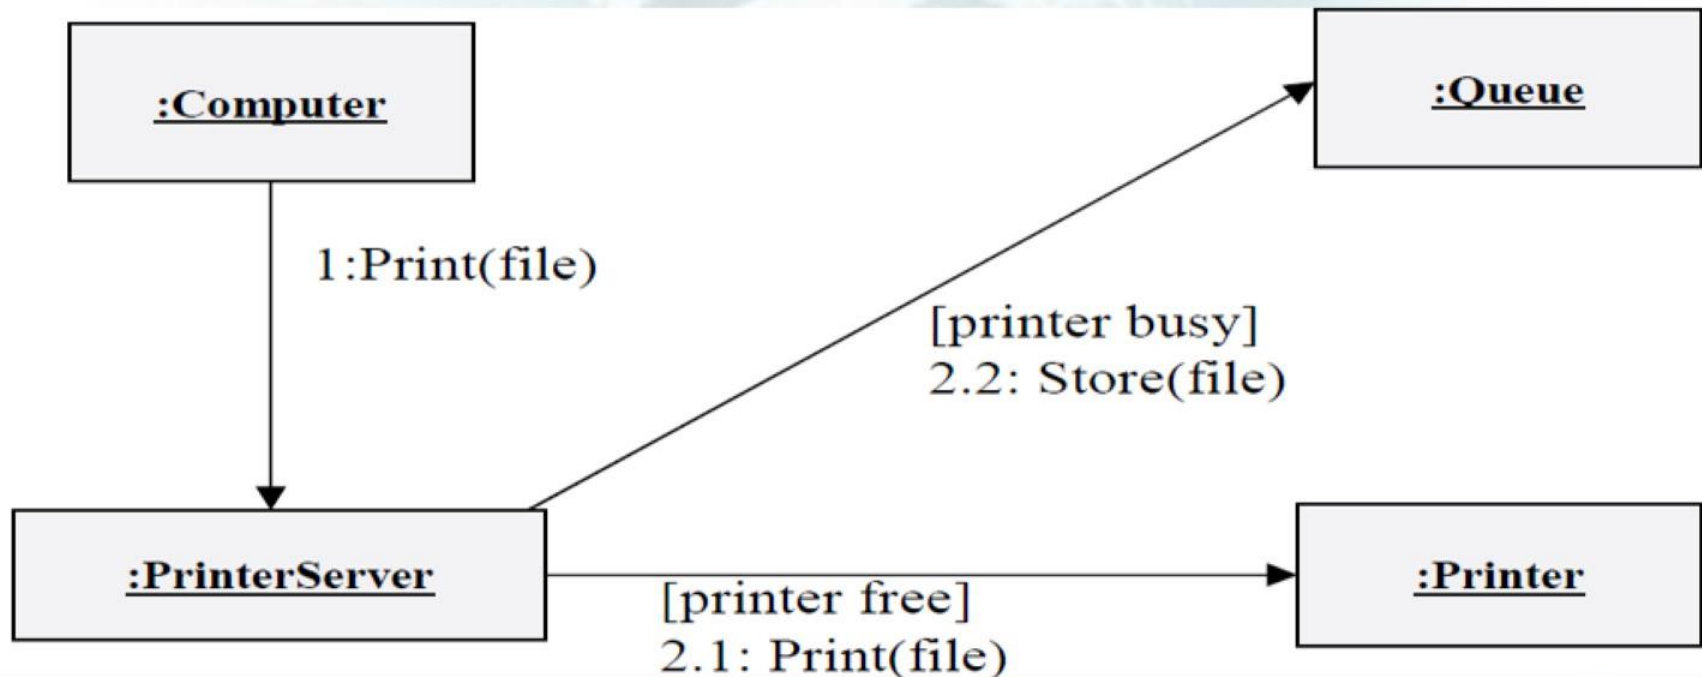 :Computer
:Queue
1:Print(file)
[printer busy]
2.2: Store(file)
:PrinterServer
:Printer
[printer free]
2.1: Print(file)